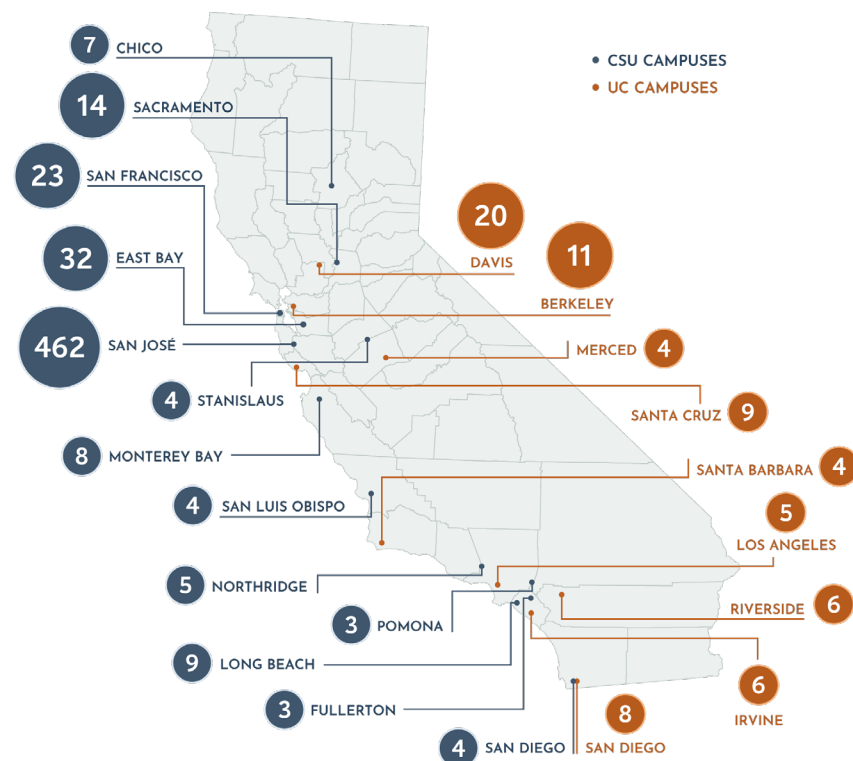 7 CHICO
CSU CAMPUSES
UC CAMPUSES
14 SACRAMENTO
23 SAN FRANCISCO
20
DAVIS
32 EAST BAY
11
BERKELEY
462 SAN JOSÉ
MERCED 4
4 STANISLAUS
SANTA CRUZ 9
8 MONTEREY BAY
SANTA BARBARA 4
4 SAN LUIS OBISPO
5
LOS ANGELES
5 NORTHRIDGE
RIVERSIDE 6
3 POMONA
9 LONG BEACH
6
IRVINE
3 FULLERTON
8
SAN DIEGO
4 SAN DIEGO